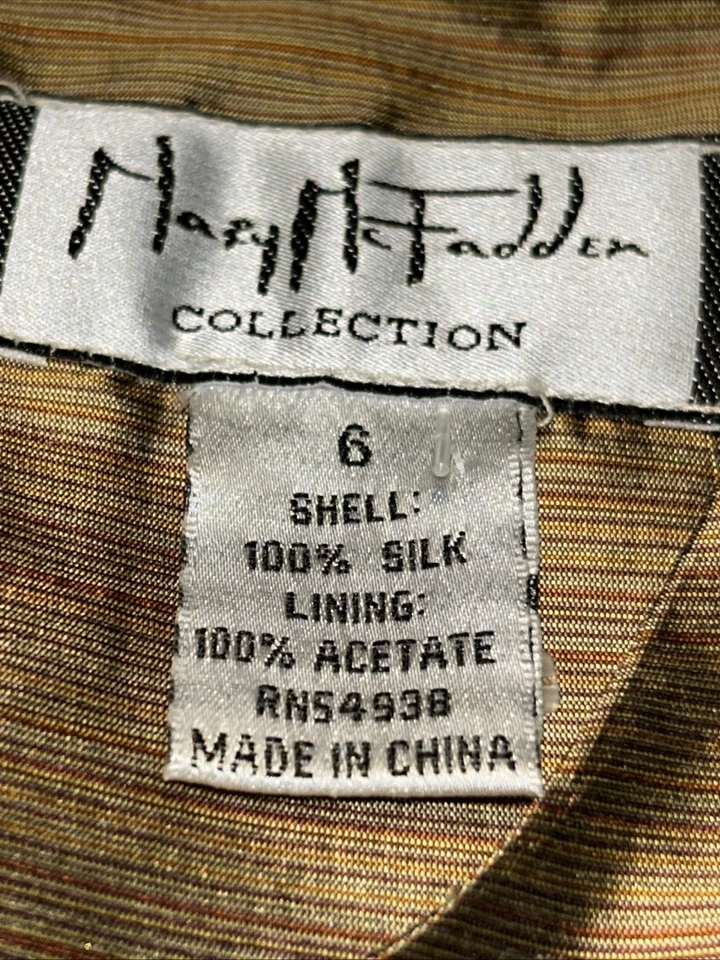 Mary McFadden
COLLECTION
6
SHELL:
100% SILK
LINING:
100% ACETATE
RN54938
MADE IN CHINA